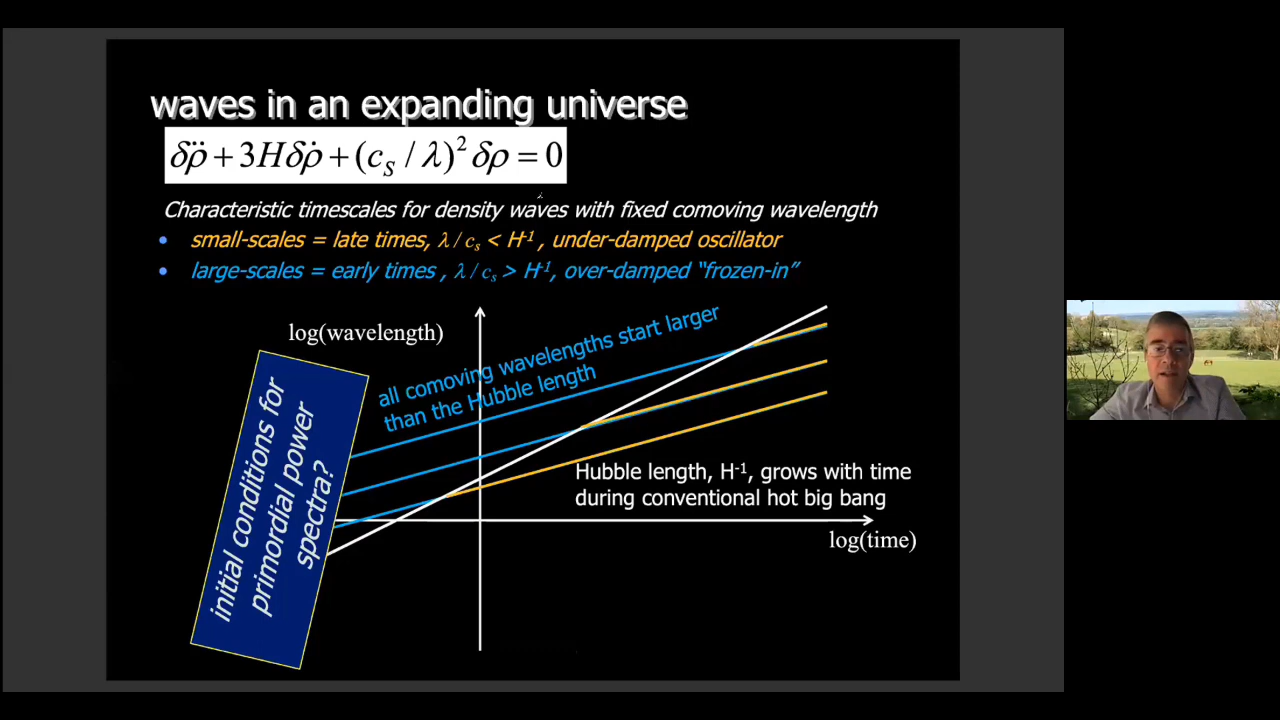 waves in an expanding universe
δρ̈ + 3Hδρ̇ + (c_S / λ)² δρ = 0
Characteristic timescales for density waves with fixed comoving wavelength
• small-scales = late times, λ / c_s < H⁻¹ , under-damped oscillator
• large-scales = early times , λ / c_s > H⁻¹, over-damped “frozen-in”
log(wavelength)
all comoving wavelengths start larger
than the Hubble length
initial conditions for
primordial power
spectra?
Hubble length, H⁻¹, grows with time
during conventional hot big bang
log(time)